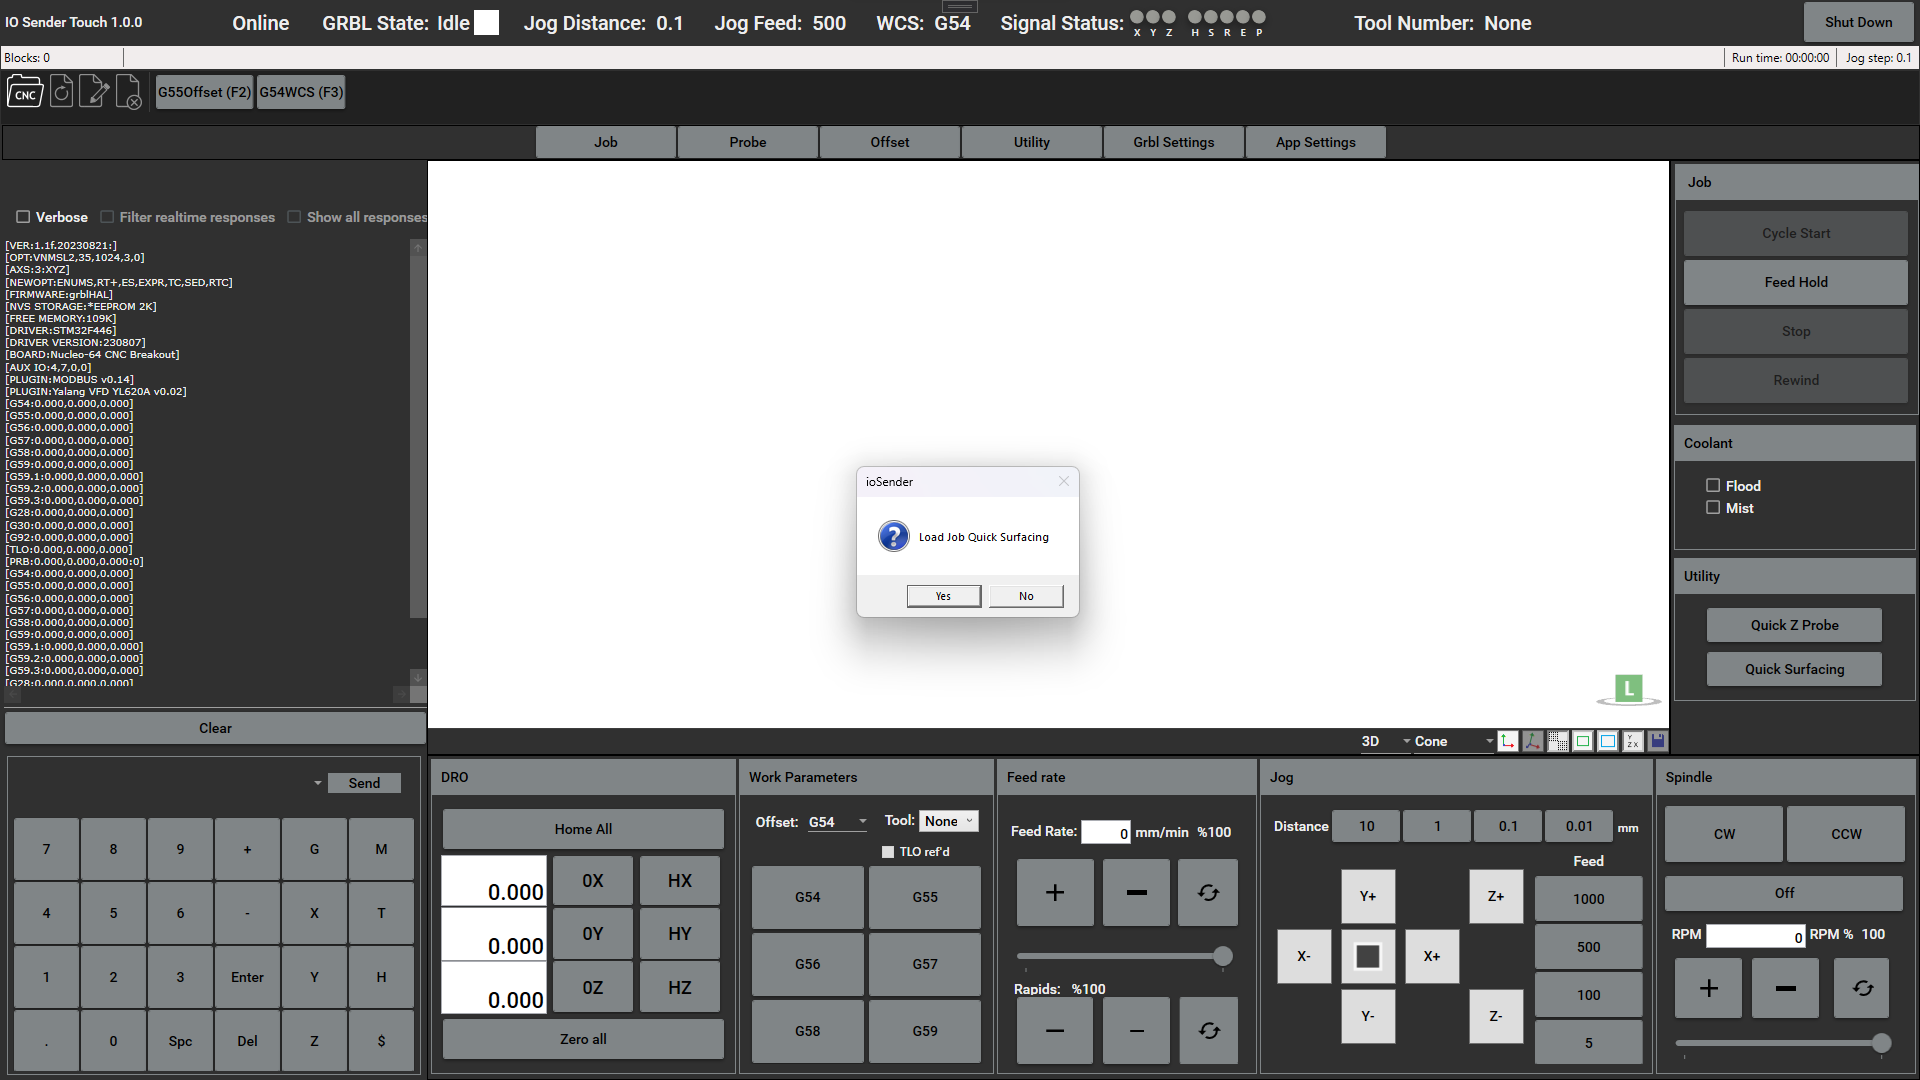 IO Sender Touch 1.0.0
Online
GRBL State: Idle
Jog Distance: 0.1
Jog Feed: 500
WCS: G54
Signal Status:
X Y Z
H S R E P
Tool Number: None
Shut Down
Blocks: 0
Run time: 00:00:00
Jog step: 0.1
CNC
G55Offset (F2)
G54WCS (F3)
Job
Probe
Offset
Utility
Grbl Settings
App Settings
Verbose
Filter realtime responses
Show all responses
[VER:1.1f.20230821:]
[OPT:VNMSL2,35,1024,3,0]
[AXS:3:XYZ]
[NEWOPT:ENUMS,RT+,ES,EXPR,TC,SED,RTC]
[FIRMWARE:grblHAL]
[NVS STORAGE:*EEPROM 2K]
[FREE MEMORY:109K]
[DRIVER:STM32F446]
[DRIVER VERSION:230807]
[BOARD:Nucleo-64 CNC Breakout]
[AUX IO:4,7,0,0]
[PLUGIN:MODBUS v0.14]
[PLUGIN:Yalang VFD YL620A v0.02]
[G54:0.000,0.000,0.000]
[G55:0.000,0.000,0.000]
[G56:0.000,0.000,0.000]
[G57:0.000,0.000,0.000]
[G58:0.000,0.000,0.000]
[G59:0.000,0.000,0.000]
[G59.1:0.000,0.000,0.000]
[G59.2:0.000,0.000,0.000]
[G59.3:0.000,0.000,0.000]
[G28:0.000,0.000,0.000]
[G30:0.000,0.000,0.000]
[G92:0.000,0.000,0.000]
[TLO:0.000,0.000,0.000]
[PRB:0.000,0.000,0.000:0]
[G54:0.000,0.000,0.000]
[G55:0.000,0.000,0.000]
[G56:0.000,0.000,0.000]
[G57:0.000,0.000,0.000]
[G58:0.000,0.000,0.000]
[G59:0.000,0.000,0.000]
[G59.1:0.000,0.000,0.000]
[G59.2:0.000,0.000,0.000]
[G59.3:0.000,0.000,0.000]
[G28:0.000,0.000,0.000]
Clear
ioSender
Load Job Quick Surfacing
Yes
No
L
3D
Cone
Y
Z X
Job
Cycle Start
Feed Hold
Stop
Rewind
Coolant
Flood
Mist
Utility
Quick Z Probe
Quick Surfacing
Send
7 8 9 + G M
4 5 6 - X T
1 2 3 Enter Y H
. 0 Spc Del Z $
DRO
Home All
0.000 0X HX
0.000 0Y HY
0.000 0Z HZ
Zero all
Work Parameters
Offset: G54
Tool: None
TLO ref'd
G54 G55
G56 G57
G58 G59
Feed rate
Feed Rate: 0 mm/min %100
+ −
Rapids: %100
− −
Jog
Distance 10 1 0.1 0.01 mm
Feed
Y+ Z+
X- X+
Y- Z-
1000
500
100
5
Spindle
CW CCW
Off
RPM 0 RPM % 100
+ −